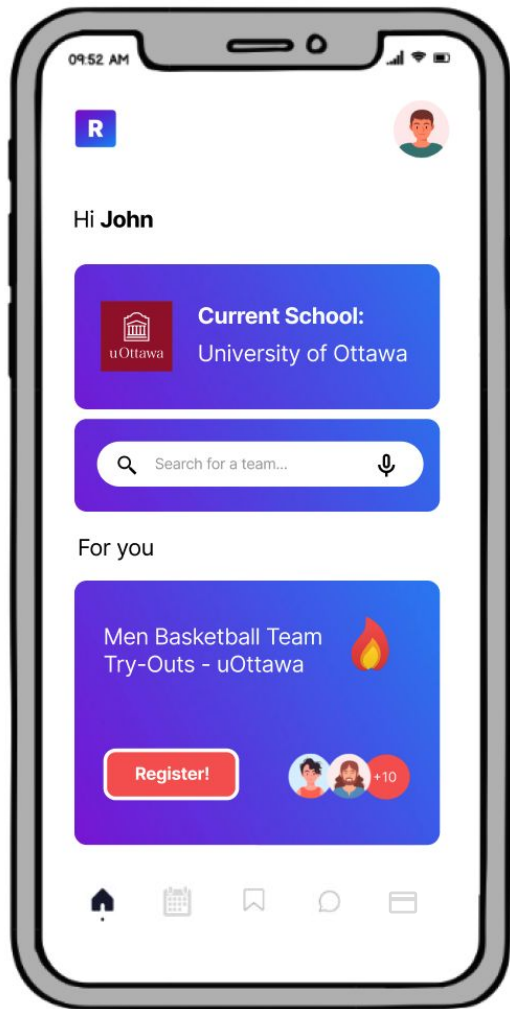 09:52 AM
R
Hi John
uOttawa
Current School:
University of Ottawa
Search for a team...
For you
Men Basketball Team
Try-Outs - uOttawa
Register!
+10